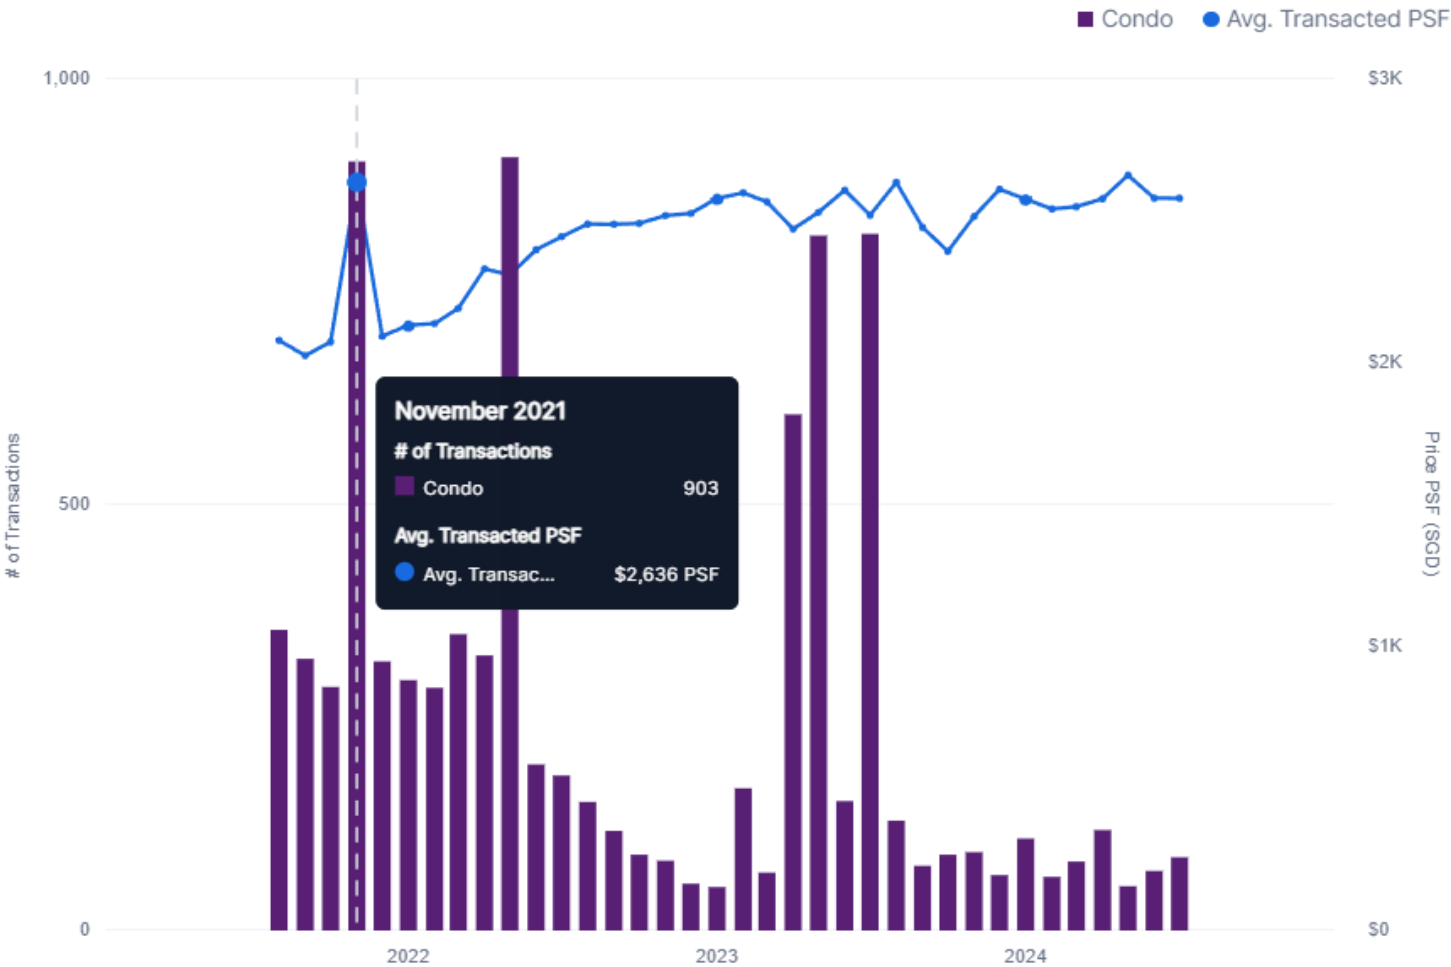 Condo Avg. Transacted PSF
1,000 $3K
$2K
November 2021
# of Transactions
Condo 903
500
Avg. Transacted PSF
Avg. Transac... $2,636 PSF
# of Transactions
Price PSF (SGD)
$1K
0 $0
2022 2023 2024